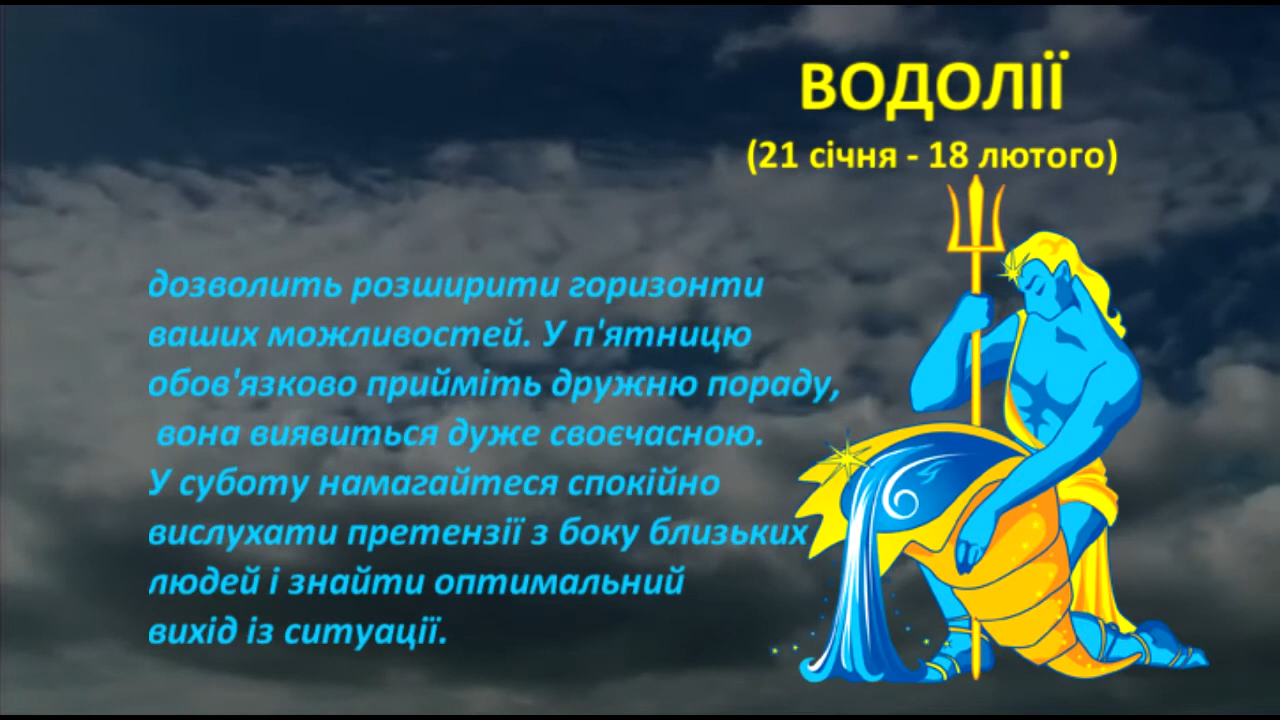 ВОДОЛІЇ
(21 січня - 18 лютого)
дозволить розширити горизонти
ваших можливостей. У п'ятницю
обов'язково прийміть дружню пораду,
вона виявиться дуже своєчасною.
У суботу намагайтеся спокійно
вислухати претензії з боку близьких
людей і знайти оптимальний
вихід із ситуації.